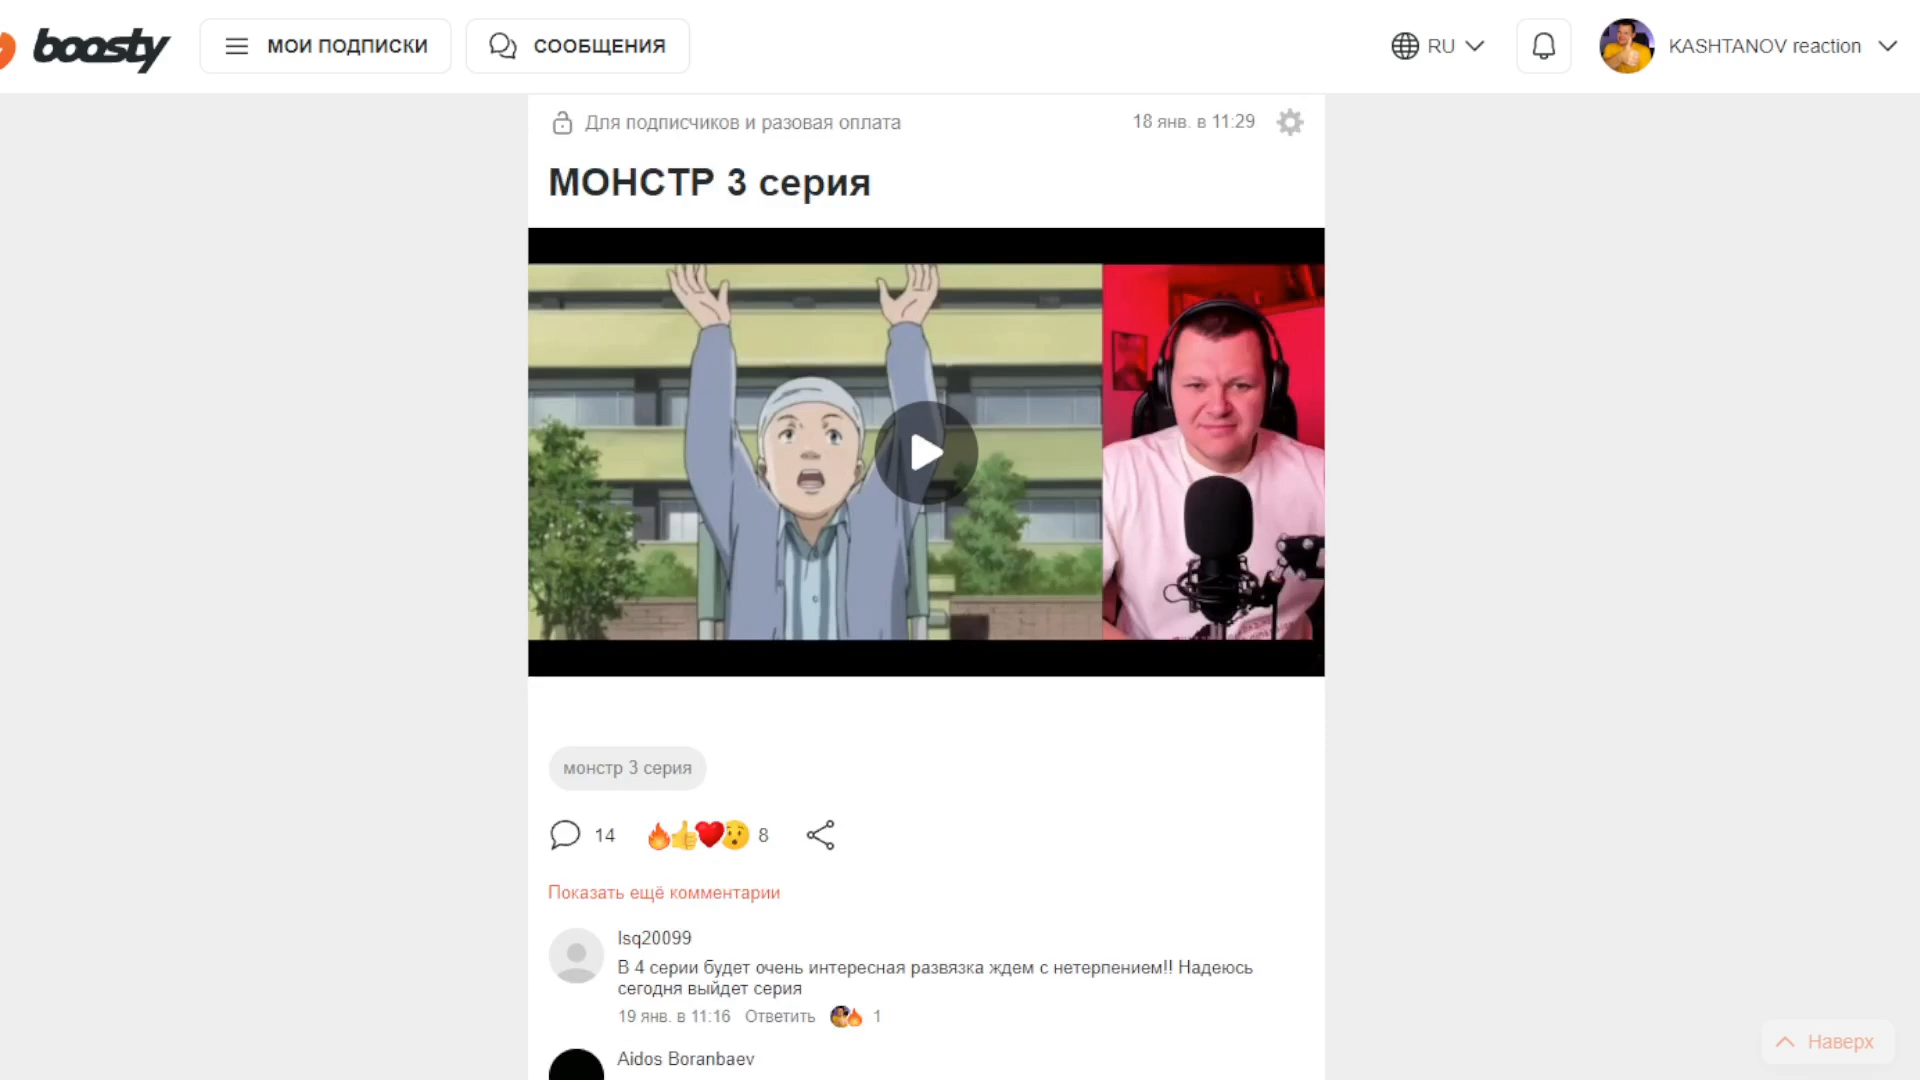 boosty
МОИ ПОДПИСКИ
СООБЩЕНИЯ
RU
KASHTANOV reaction
Для подписчиков и разовая оплата
18 янв. в 11:29
МОНСТР 3 серия
монстр 3 серия
14
8
Показать ещё комментарии
Isq20099
В 4 серии будет очень интересная развязка ждем с нетерпением!! Надеюсь
сегодня выйдет серия
19 янв. в 11:16 Ответить 1
Aidos Boranbaev
Наверх